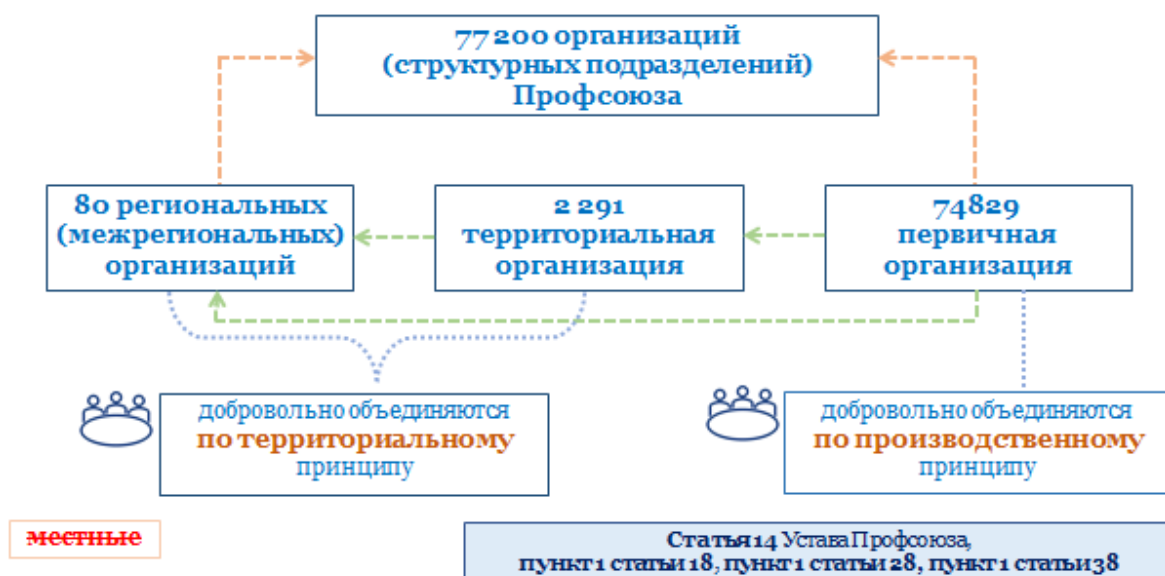 77 200 организаций
(структурных подразделений)
Профсоюза
80 региональных
(межрегиональных)
организаций
2 291
территориальная
организация
74829
первичная
организация
добровольно объединяются
по территориальному
принципу
добровольно объединяются
по производственному
принципу
местные
Статья 14 Устава Профсоюза,
пункт 1 статьи 18, пункт 1 статьи 28, пункт 1 статьи 38